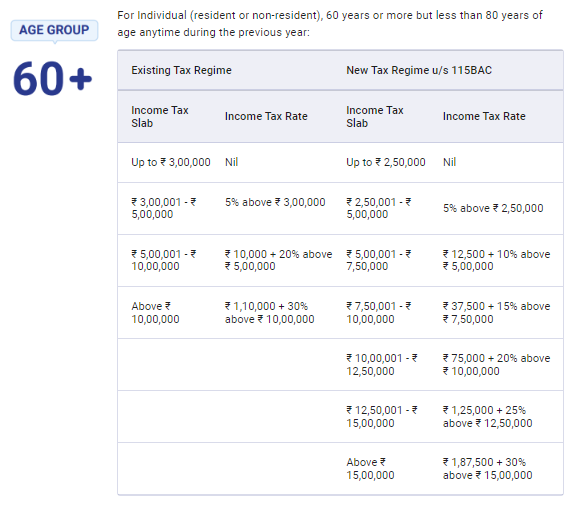 AGE GROUP
60+
For Individual (resident or non-resident), 60 years or more but less than 80 years of
age anytime during the previous year:
Existing Tax Regime
New Tax Regime u/s 115BAC
Income Tax
Slab
Income Tax Rate
Income Tax
Slab
Income Tax Rate
Up to ₹ 3,00,000
Nil
Up to ₹ 2,50,000
Nil
₹ 3,00,001 - ₹
5,00,000
5% above ₹ 3,00,000
₹ 2,50,001 - ₹
5,00,000
5% above ₹ 2,50,000
₹ 5,00,001 - ₹
10,00,000
₹ 10,000 + 20% above
₹ 5,00,000
₹ 5,00,001 - ₹
7,50,000
₹ 12,500 + 10% above
₹ 5,00,000
Above ₹
10,00,000
₹ 1,10,000 + 30%
above ₹ 10,00,000
₹ 7,50,001 - ₹
10,00,000
₹ 37,500 + 15% above
₹ 7,50,000
₹ 10,00,001 - ₹
12,50,000
₹ 75,000 + 20% above
₹ 10,00,000
₹ 12,50,001 - ₹
15,00,000
₹ 1,25,000 + 25%
above ₹ 12,50,000
Above ₹
15,00,000
₹ 1,87,500 + 30%
above ₹ 15,00,000